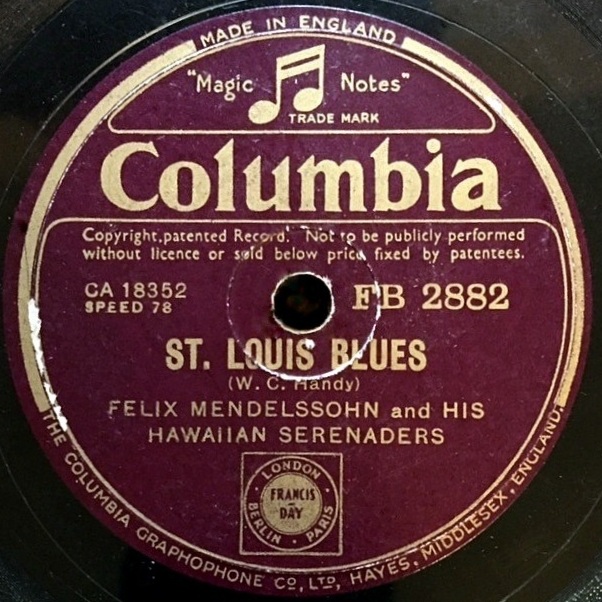 MADE IN ENGLAND
"Magic Notes"
TRADE MARK
Columbia
Copyright, patented Record. Not to be publicly performed
without licence or sold below price fixed by patentees.
CA 18352
SPEED 78
FB 2882
ST. LOUIS BLUES
(W. C. Handy)
FELIX MENDELSSOHN and HIS
HAWAIIAN SERENADERS
LONDON
FRANCIS
DAY
BERLIN · PARIS
THE COLUMBIA GRAPHOPHONE CO., LTD, HAYES, MIDDLESEX, ENGLAND.